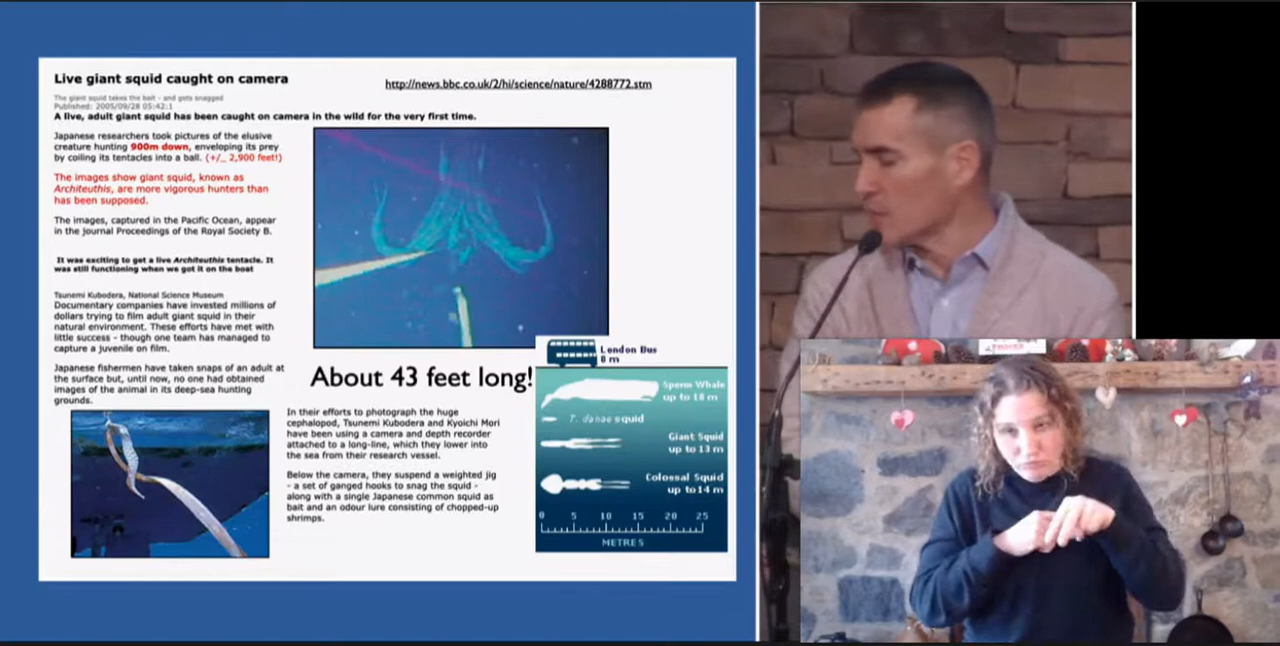 Live giant squid caught on camera
http://news.bbc.co.uk/2/hi/science/nature/4288772.stm
The giant squid takes the bait - and gets snagged
Published: 2005/09/28 05:42:1
A live, adult giant squid has been caught on camera in the wild for the very first time.
Japanese researchers took pictures of the elusive
creature hunting 900m down, enveloping its prey
by coiling its tentacles into a ball. (+/_ 2,900 feet!)
The images show giant squid, known as
Architeuthis, are more vigorous hunters than
has been supposed.
The images, captured in the Pacific Ocean, appear
in the journal Proceedings of the Royal Society B.
It was exciting to get a live Architeuthis tentacle. It
was still functioning when we got it on the boat
Tsunemi Kubodera, National Science Museum
Documentary companies have invested millions of
dollars trying to film adult giant squid in their
natural environment. These efforts have met with
little success - though one team has managed to
capture a juvenile on film.
Japanese fishermen have taken snaps of an adult at
the surface but, until now, no one had obtained
images of the animal in its deep-sea hunting
grounds.
About 43 feet long!
In their efforts to photograph the huge
cephalopod, Tsunemi Kubodera and Kyoichi Mori
have been using a camera and depth recorder
attached to a long-line, which they lower into
the sea from their research vessel.
Below the camera, they suspend a weighted jig
- a set of ganged hooks to snag the squid -
along with a single Japanese common squid as
bait and an odour lure consisting of chopped-up
shrimps.
London Bus
8 m
Sperm Whale
up to 18 m
T. danae squid
Giant Squid
up to 13 m
Colossal Squid
up to 14 m
0 5 10 15 20 25
METRES